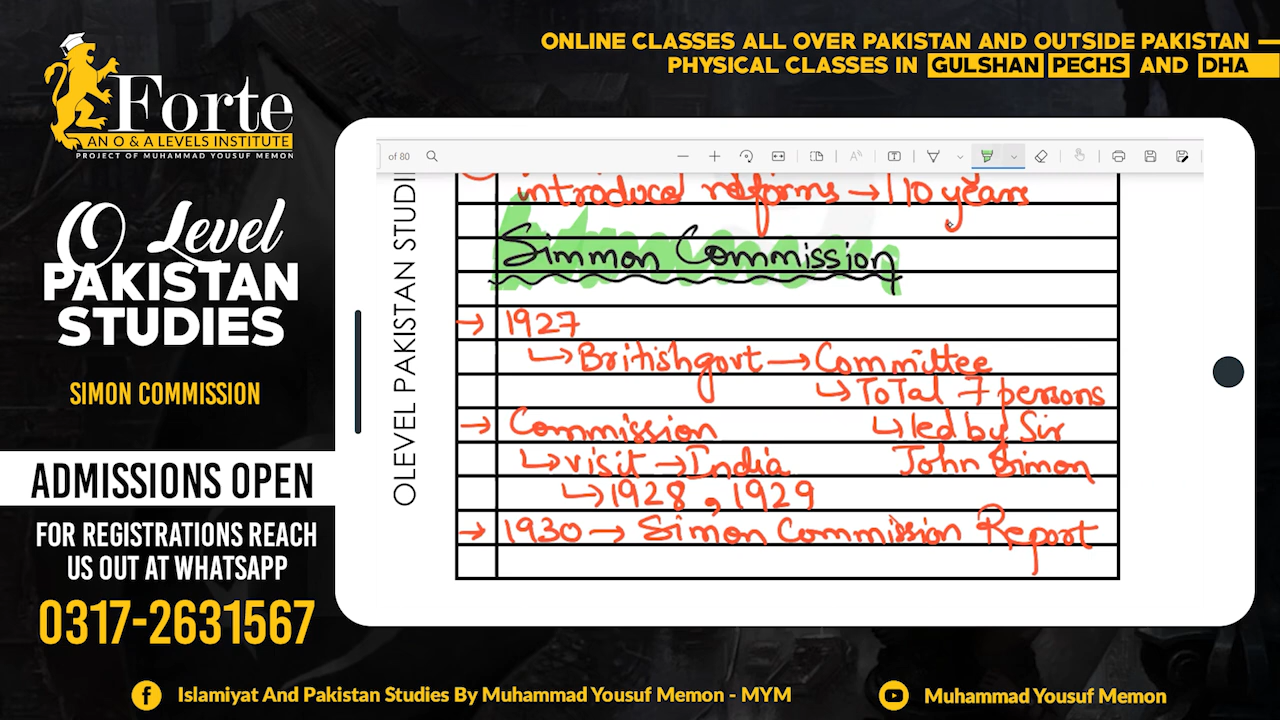 Forte
AN O & A LEVELS INSTITUTE
PROJECT OF MUHAMMAD YOUSUF MEMON
O Level
PAKISTAN
STUDIES
SIMON COMMISSION
ADMISSIONS OPEN
FOR REGISTRATIONS REACH
US OUT AT WHATSAPP
0317-2631567
ONLINE CLASSES ALL OVER PAKISTAN AND OUTSIDE PAKISTAN
PHYSICAL CLASSES IN GULSHAN PECHS AND DHA
of 80
OLEVEL PAKISTAN STUDI
introduced reforms → 10 years
Simmon Commission
→ 1927
↳ British govt → Committee
↳ Total 7 persons
→ Commission ↳ led by Sir
↳ visit → India John Simon
↳ 1928, 1929
→ 1930 → Simon Commission Report
Islamiyat And Pakistan Studies By Muhammad Yousuf Memon - MYM
Muhammad Yousuf Memon